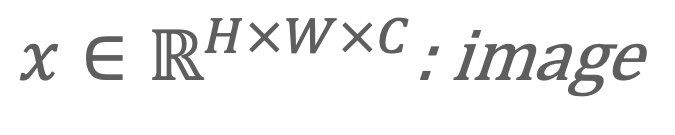 x ∈ ℝ^{H×W×C} : image